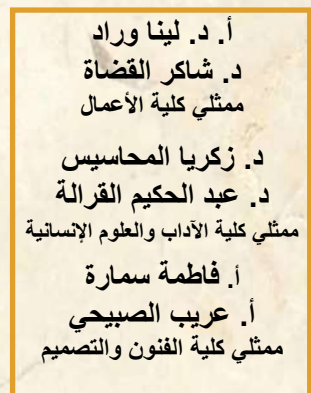 أ. د. لينا وراد
د. شاكر القضاة
ممثلي كلية الأعمال
د. زكريا المحاسيس
د. عبد الحكيم القرالة
ممثلي كلية الآداب والعلوم الإنسانية
أ. فاطمة سمارة
أ. عريب الصبيحي
ممثلي كلية الفنون والتصميم